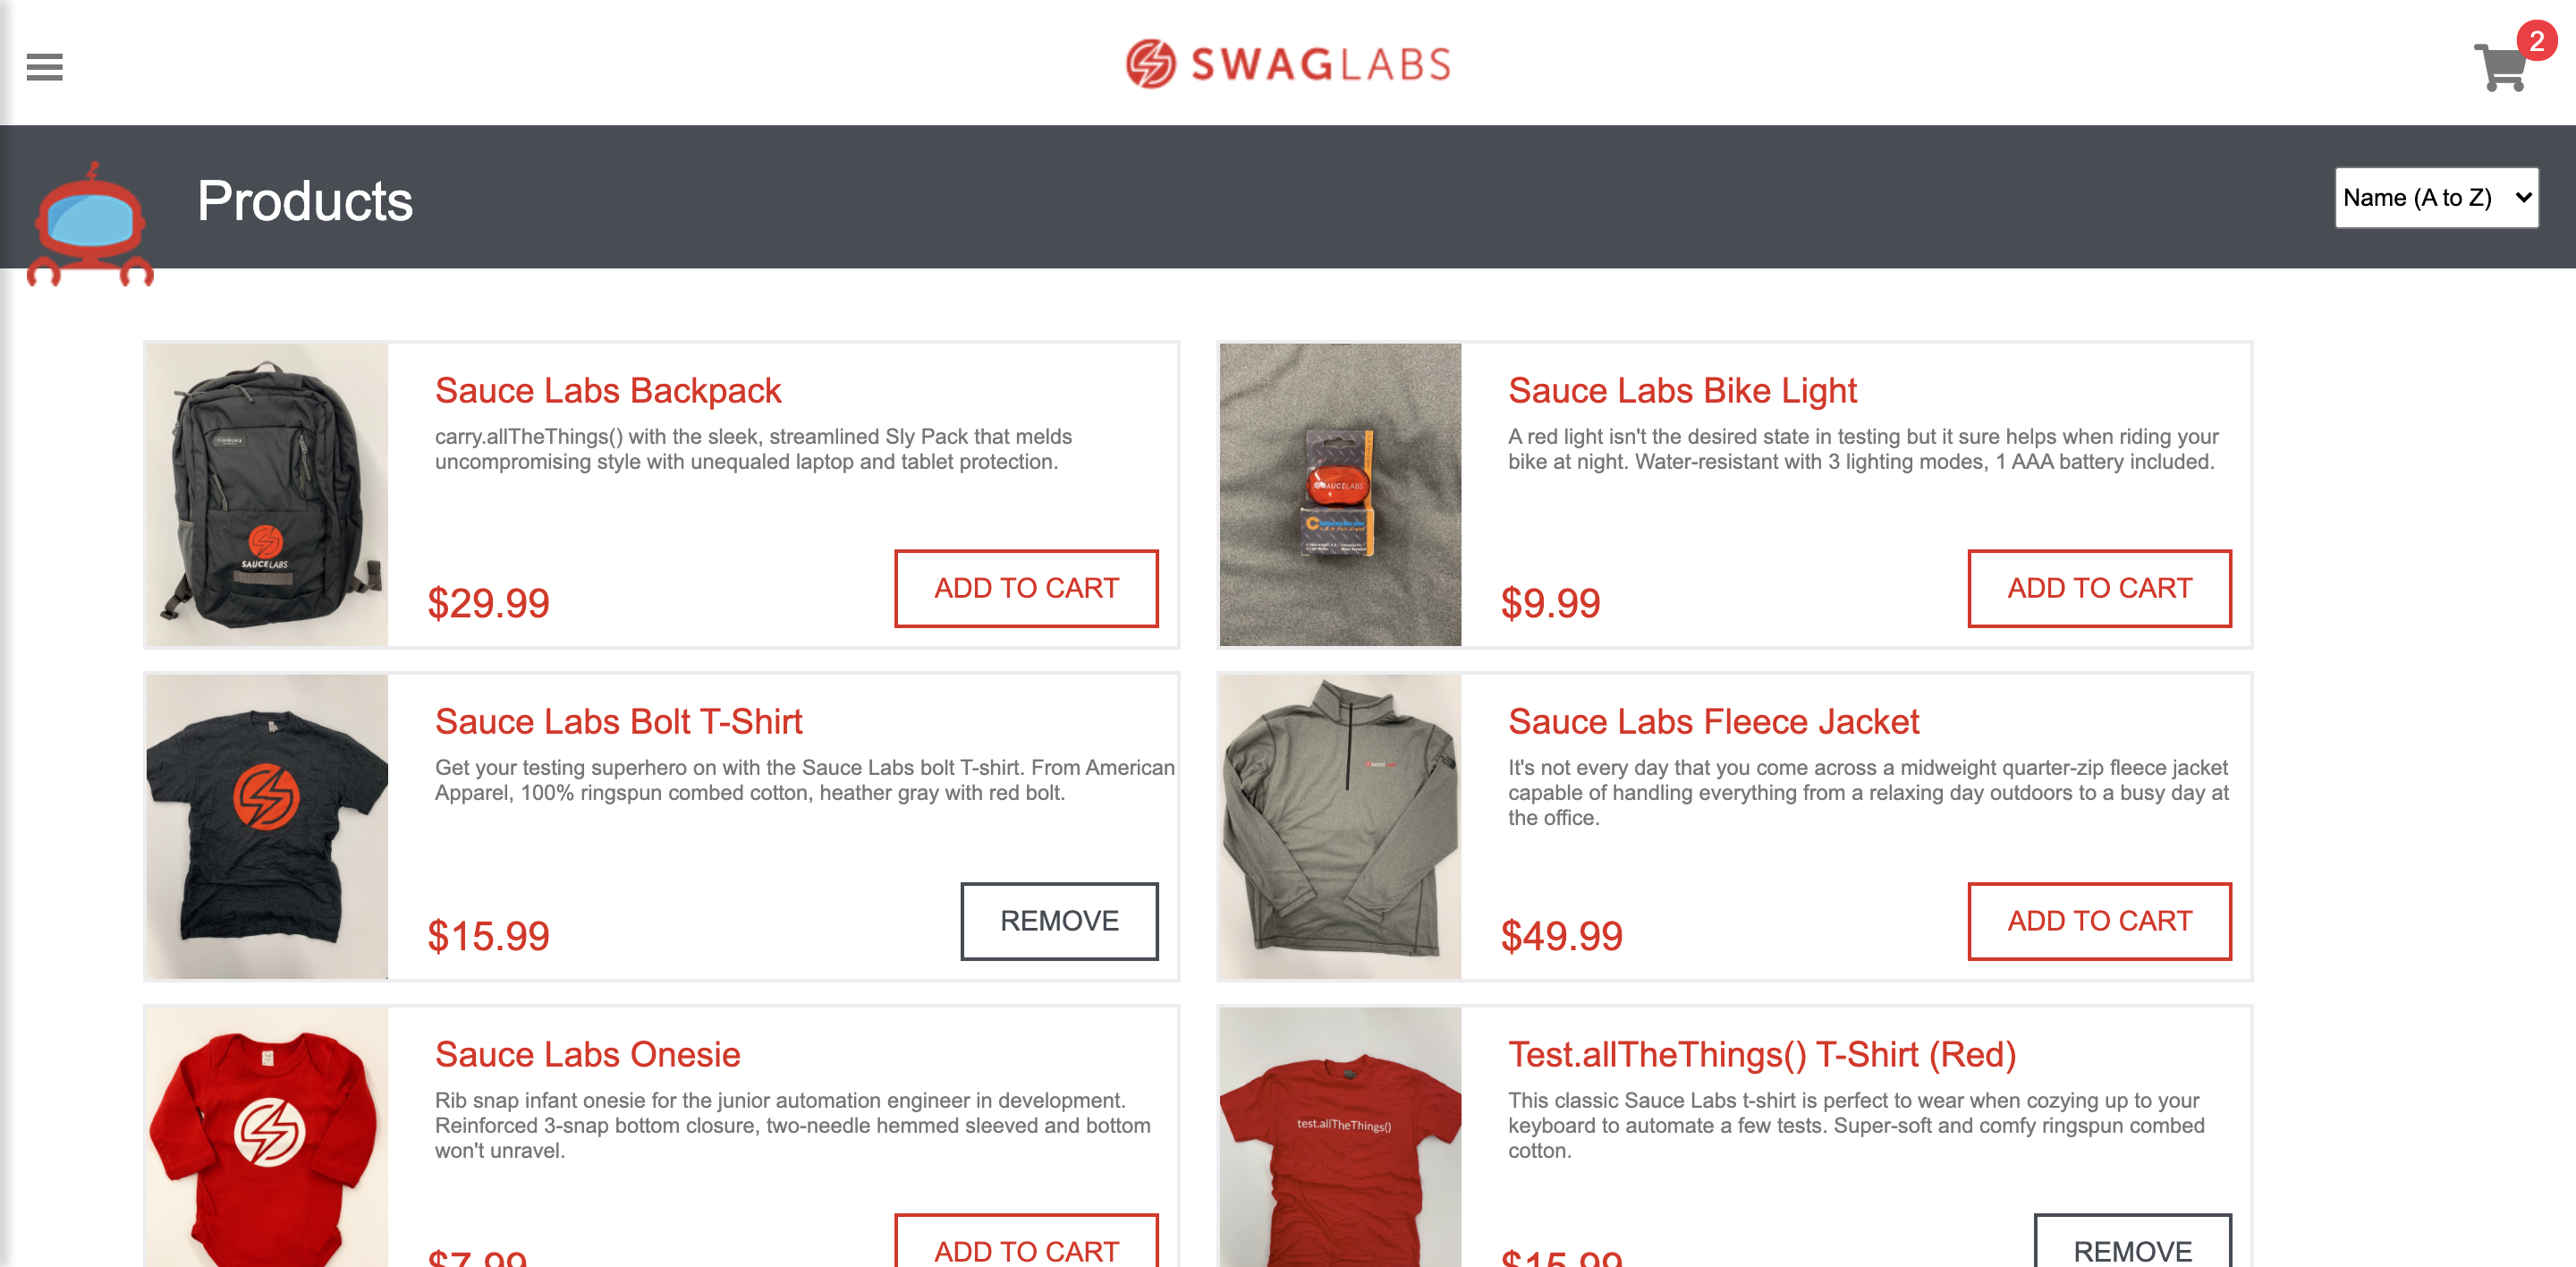 SWAGLABS
2
Products
Name (A to Z)
Sauce Labs Backpack
carry.allTheThings() with the sleek, streamlined Sly Pack that melds
uncompromising style with unequaled laptop and tablet protection.
SAUCELABS
$29.99
ADD TO CART
Sauce Labs Bike Light
A red light isn't the desired state in testing but it sure helps when riding your
bike at night. Water-resistant with 3 lighting modes, 1 AAA battery included.
SAUCELABS
$9.99
ADD TO CART
Sauce Labs Bolt T-Shirt
Get your testing superhero on with the Sauce Labs bolt T-shirt. From American
Apparel, 100% ringspun combed cotton, heather gray with red bolt.
$15.99
REMOVE
Sauce Labs Fleece Jacket
It's not every day that you come across a midweight quarter-zip fleece jacket
capable of handling everything from a relaxing day outdoors to a busy day at
the office.
$49.99
ADD TO CART
Sauce Labs Onesie
Rib snap infant onesie for the junior automation engineer in development.
Reinforced 3-snap bottom closure, two-needle hemmed sleeved and bottom
won't unravel.
$7.99
ADD TO CART
Test.allTheThings() T-Shirt (Red)
This classic Sauce Labs t-shirt is perfect to wear when cozying up to your
keyboard to automate a few tests. Super-soft and comfy ringspun combed
cotton.
test.allTheThings()
$15.99
REMOVE